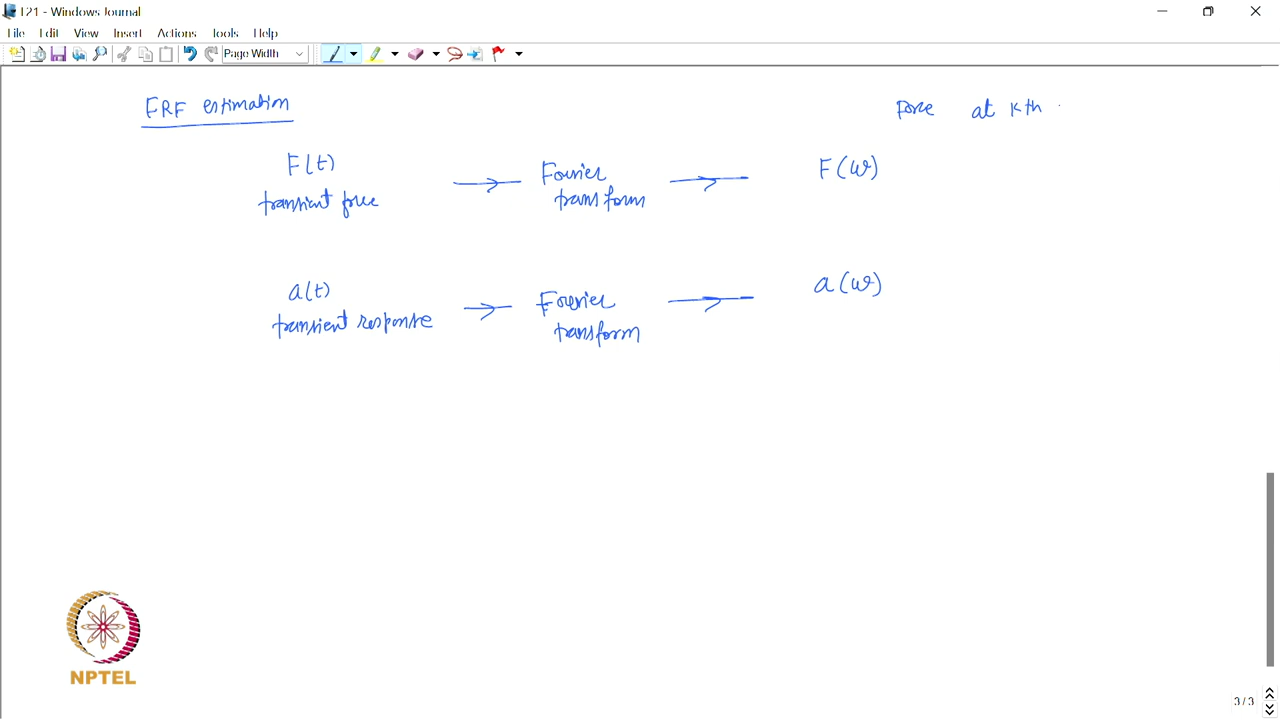 L21 - Windows Journal
File Edit View Insert Actions Tools Help
Page Width
FRF estimation
Force at Kth
F(t) Fourier transform F(ω)
transient force
a(t) Fourier transform a(ω)
transient response
NPTEL
3 / 3